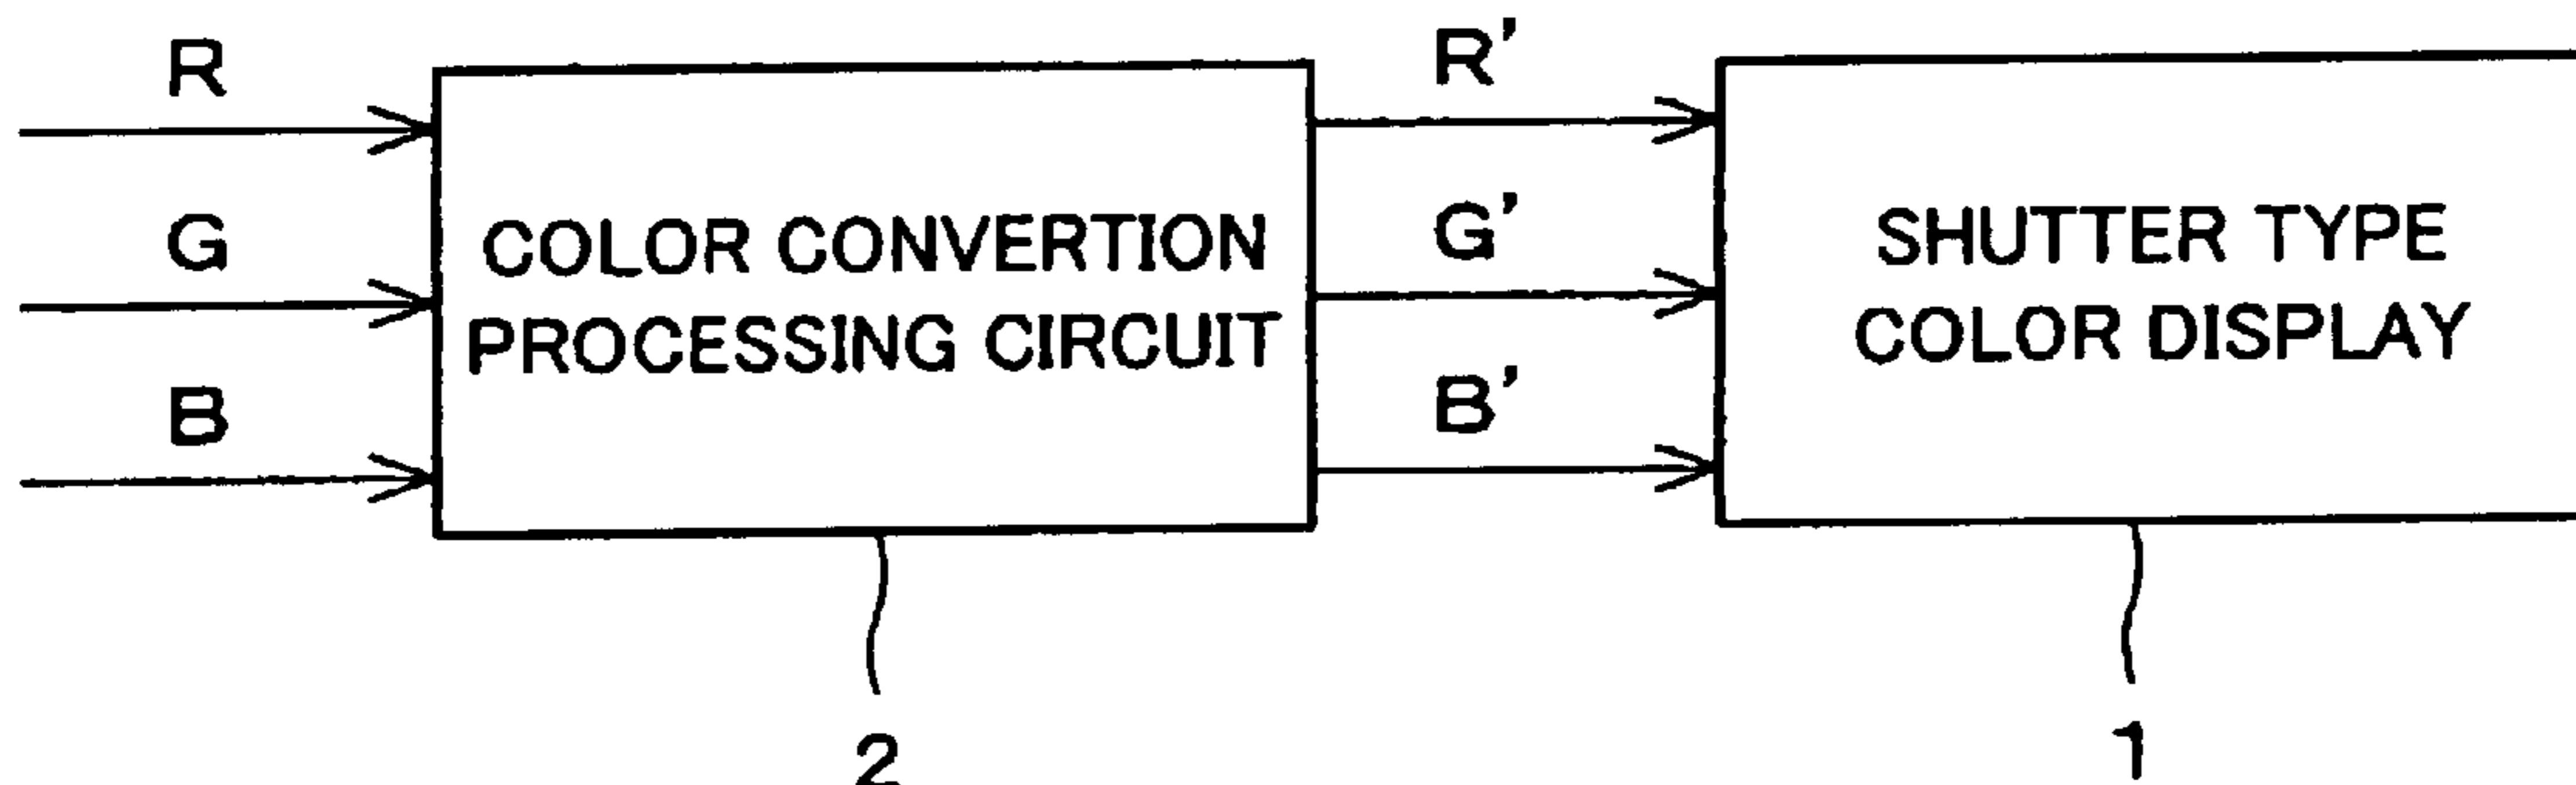 R
G
B
COLOR CONVERTION
PROCESSING CIRCUIT
R'
G'
B'
SHUTTER TYPE
COLOR DISPLAY
2
1